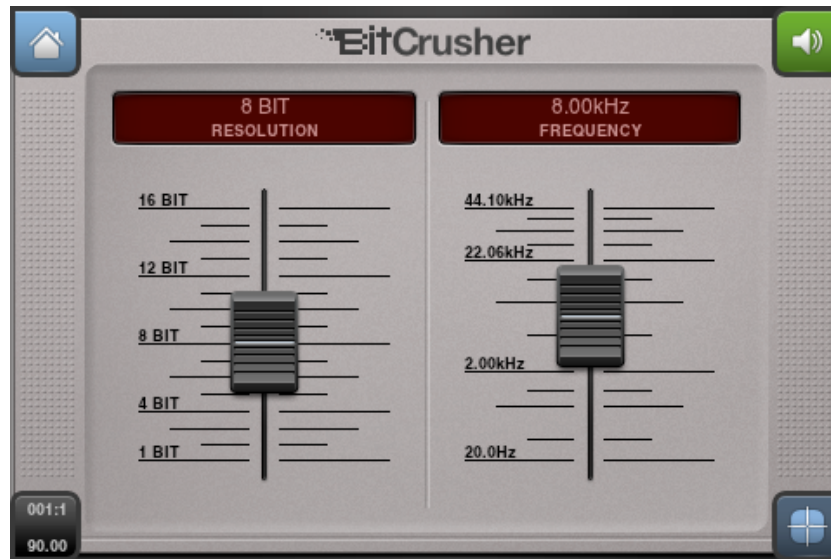 BitCrusher
8 BIT
RESOLUTION
8.00kHz
FREQUENCY
16 BIT
12 BIT
8 BIT
4 BIT
1 BIT
44.10kHz
22.06kHz
2.00kHz
20.0Hz
001:1
90.00